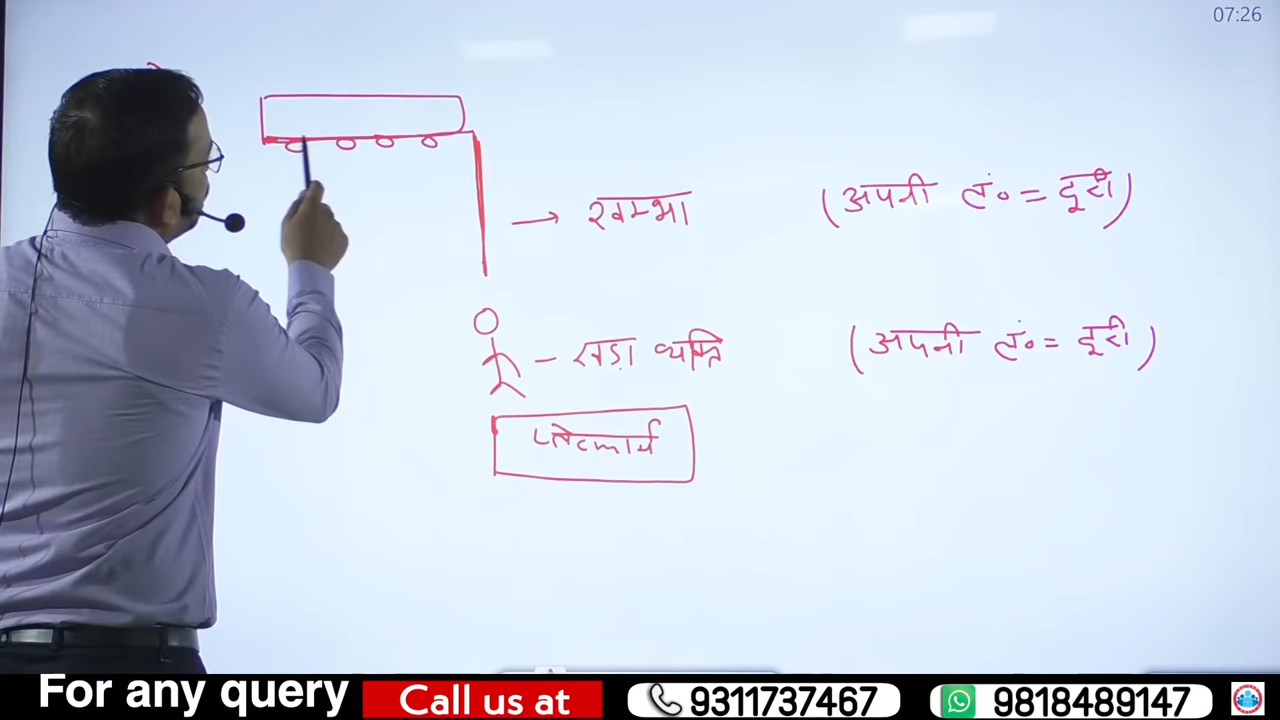 07:26
→ खम्भा (अपनी लं० = दूरी)
– खड़ा व्यक्ति (अपनी लं० = दूरी)
प्लेटफार्म
For any query Call us at 9311737467 9818489147